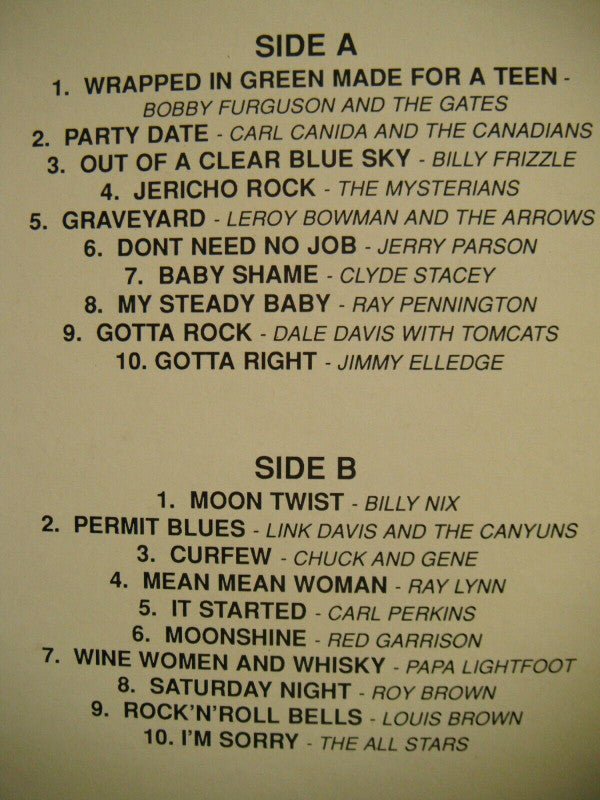 SIDE A
1. WRAPPED IN GREEN MADE FOR A TEEN -
BOBBY FURGUSON AND THE GATES
2. PARTY DATE - CARL CANIDA AND THE CANADIANS
3. OUT OF A CLEAR BLUE SKY - BILLY FRIZZLE
4. JERICHO ROCK - THE MYSTERIANS
5. GRAVEYARD - LEROY BOWMAN AND THE ARROWS
6. DONT NEED NO JOB - JERRY PARSON
7. BABY SHAME - CLYDE STACEY
8. MY STEADY BABY - RAY PENNINGTON
9. GOTTA ROCK - DALE DAVIS WITH TOMCATS
10. GOTTA RIGHT - JIMMY ELLEDGE
SIDE B
1. MOON TWIST - BILLY NIX
2. PERMIT BLUES - LINK DAVIS AND THE CANYUNS
3. CURFEW - CHUCK AND GENE
4. MEAN MEAN WOMAN - RAY LYNN
5. IT STARTED - CARL PERKINS
6. MOONSHINE - RED GARRISON
7. WINE WOMEN AND WHISKY - PAPA LIGHTFOOT
8. SATURDAY NIGHT - ROY BROWN
9. ROCK'N'ROLL BELLS - LOUIS BROWN
10. I'M SORRY - THE ALL STARS